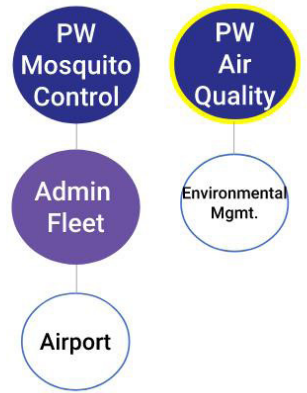 PW
Mosquito
Control
PW
Air
Quality
Admin
Fleet
Environmental
Mgmt.
Airport